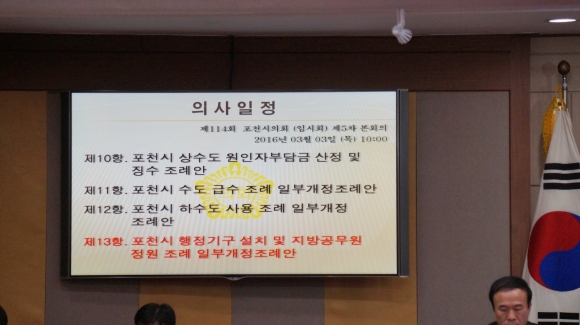 의사일정
제114회 포천시의회 (임시회) 제5차 본회의
2016년 03월 03일 (목) 10:00
제10항. 포천시 상수도 원인자부담금 산정 및
징수 조례안
제11항. 포천시 수도 급수 조례 일부개정조례안
제12항. 포천시 하수도 사용 조례 일부개정
조례안
제13항. 포천시 행정기구 설치 및 지방공무원
정원 조례 일부개정조례안